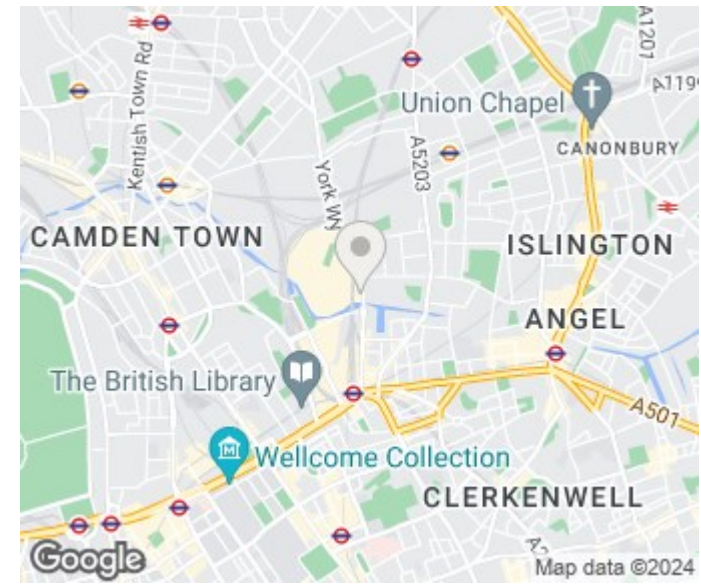 A1201
Kentish Town Rd
Union Chapel
A119
CANONBURY
A5203
York Wy
CAMDEN TOWN
ISLINGTON
ANGEL
The British Library
A501
Wellcome Collection
CLERKENWELL
Google
Map data ©2024